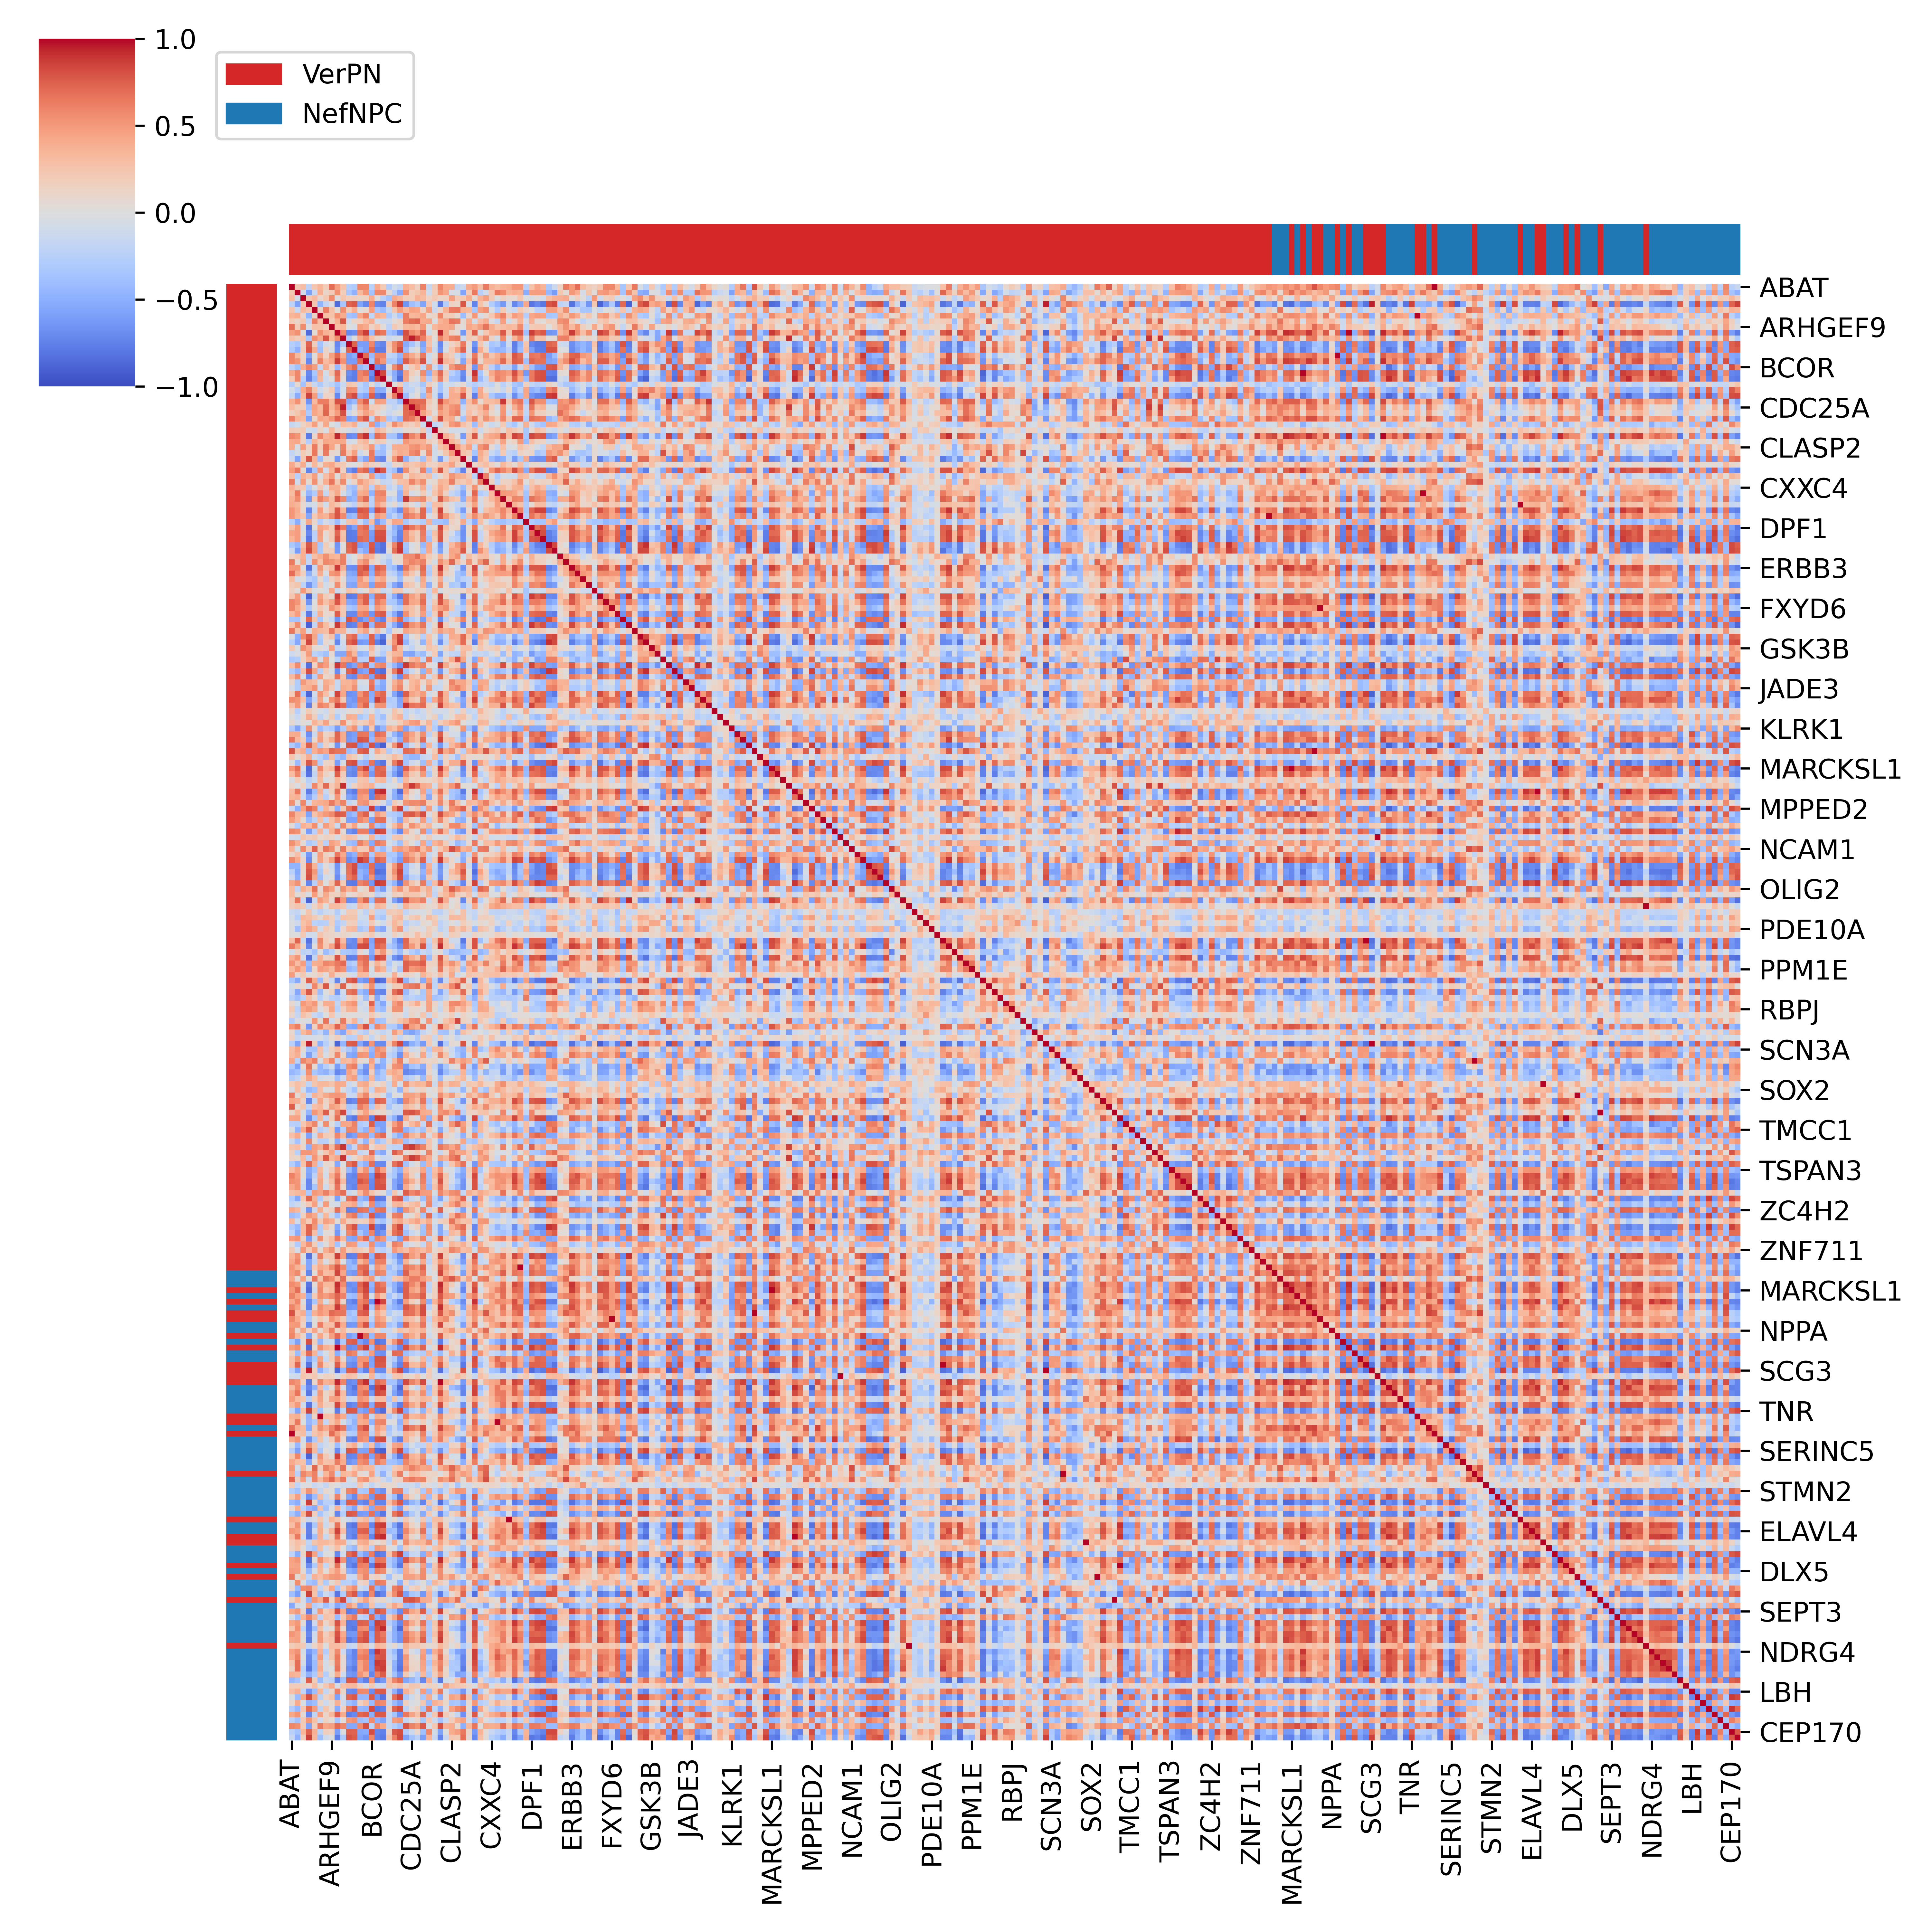 1.0
0.5
0.0
−0.5
−1.0
VerPN
NefNPC
ABAT
ARHGEF9
BCOR
CDC25A
CLASP2
CXXC4
DPF1
ERBB3
FXYD6
GSK3B
JADE3
KLRK1
MARCKSL1
MPPED2
NCAM1
OLIG2
PDE10A
PPM1E
RBPJ
SCN3A
SOX2
TMCC1
TSPAN3
ZC4H2
ZNF711
MARCKSL1
NPPA
SCG3
TNR
SERINC5
STMN2
ELAVL4
DLX5
SEPT3
NDRG4
LBH
CEP170
ABAT
ARHGEF9
BCOR
CDC25A
CLASP2
CXXC4
DPF1
ERBB3
FXYD6
GSK3B
JADE3
KLRK1
MARCKSL1
MPPED2
NCAM1
OLIG2
PDE10A
PPM1E
RBPJ
SCN3A
SOX2
TMCC1
TSPAN3
ZC4H2
ZNF711
MARCKSL1
NPPA
SCG3
TNR
SERINC5
STMN2
ELAVL4
DLX5
SEPT3
NDRG4
LBH
CEP170